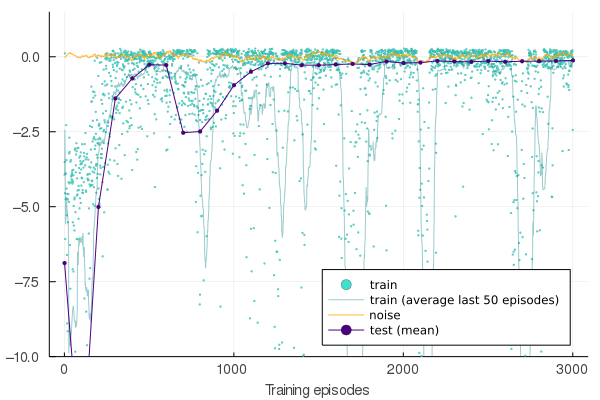 0.0
−2.5
−5.0
−7.5
−10.0
0
1000
2000
3000
Training episodes
train
train (average last 50 episodes)
noise
test (mean)